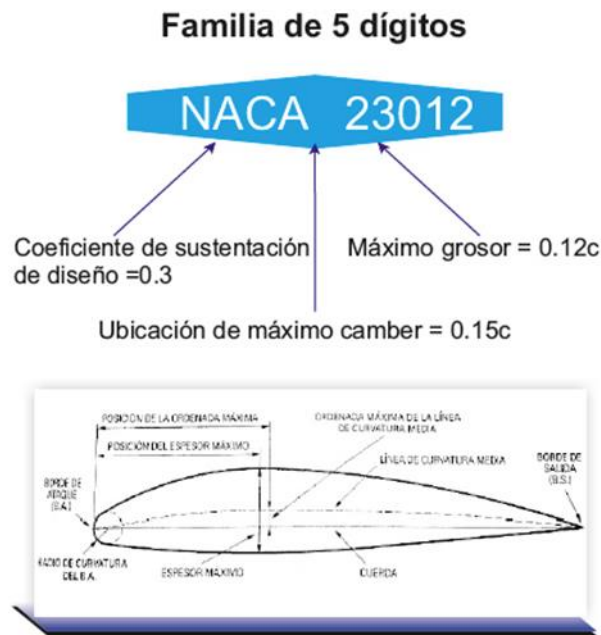 Familia de 5 dígitos
NACA 23012
Coeficiente de sustentación
de diseño =0.3
Máximo grosor = 0.12c
Ubicación de máximo camber = 0.15c
POSICIÓN DE LA ORDENADA MÁXIMA
ORDENADA MÁXIMA DE LA LÍNEA
DE CURVATURA MEDIA
POSICIÓN DEL ESPESOR MÁXIMO
LÍNEA DE CURVATURA MEDIA
BORDE DE
SALIDA
(B.S.)
BORDE DE
ATAQUE
(B.A.)
RADIO DE CURVATURA
DEL B.A.
ESPESOR MÁXIMO
CUERDA